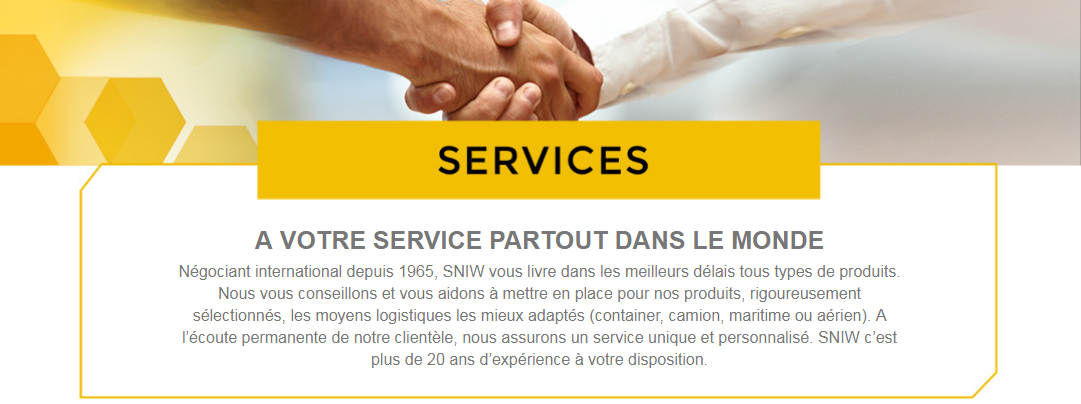 SERVICES
A VOTRE SERVICE PARTOUT DANS LE MONDE
Négociant international depuis 1965, SNIW vous livre dans les meilleurs délais tous types de produits.
Nous vous conseillons et vous aidons à mettre en place pour nos produits, rigoureusement
sélectionnés, les moyens logistiques les mieux adaptés (container, camion, maritime ou aérien). A
l’écoute permanente de notre clientèle, nous assurons un service unique et personnalisé. SNIW c’est
plus de 20 ans d’expérience à votre disposition.